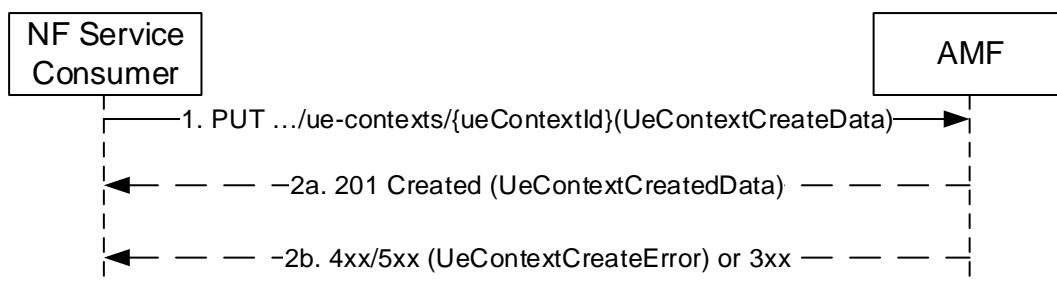 NF Service
Consumer
AMF
1. PUT …/ue-contexts/{ueContextId}(UeContextCreateData)
2a. 201 Created (UeContextCreatedData)
2b. 4xx/5xx (UeContextCreateError) or 3xx